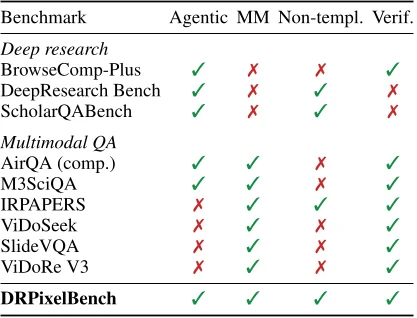 Benchmark Agentic MM Non-templ. Verif.
Deep research
BrowseComp-Plus ✓ ✗ ✗ ✓
DeepResearch Bench ✓ ✗ ✓ ✗
ScholarQABench ✓ ✗ ✓ ✗
Multimodal QA
AirQA (comp.) ✓ ✓ ✗ ✓
M3SciQA ✓ ✓ ✗ ✓
IRPAPERS ✗ ✓ ✓ ✓
ViDoSeek ✗ ✓ ✗ ✓
SlideVQA ✗ ✓ ✗ ✓
ViDoRe V3 ✗ ✓ ✗ ✓
DRPixelBench ✓ ✓ ✓ ✓